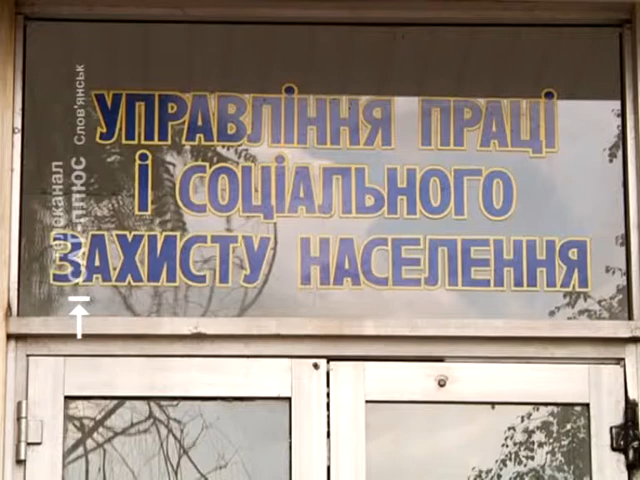 УПРАВЛІННЯ ПРАЦІ
І СОЦІАЛЬНОГО
ЗАХИСТУ НАСЕЛЕННЯ
Слов'янськ